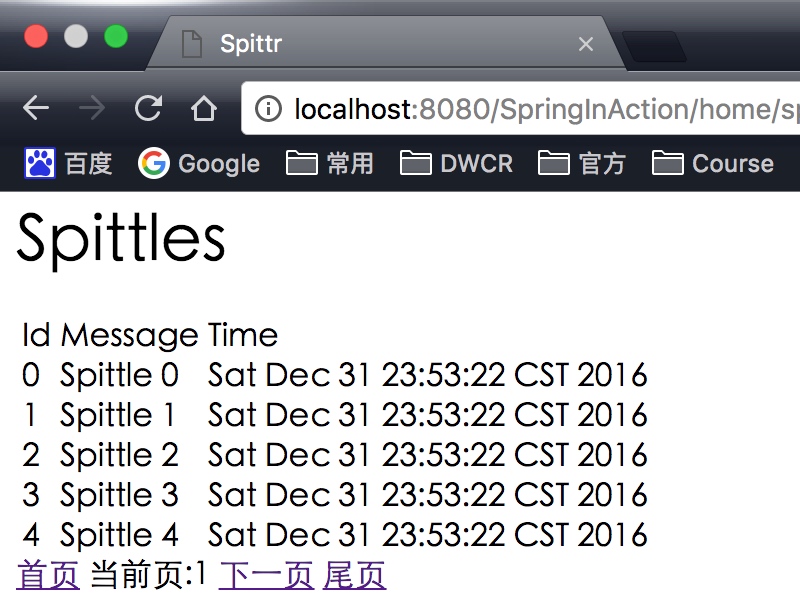 Spittr
localhost:8080/SpringInAction/home/sp
百度 Google 常用 DWCR 官方 Course
Spittles
Id Message Time
0 Spittle 0 Sat Dec 31 23:53:22 CST 2016
1 Spittle 1 Sat Dec 31 23:53:22 CST 2016
2 Spittle 2 Sat Dec 31 23:53:22 CST 2016
3 Spittle 3 Sat Dec 31 23:53:22 CST 2016
4 Spittle 4 Sat Dec 31 23:53:22 CST 2016
首页 当前页:1 下一页 尾页